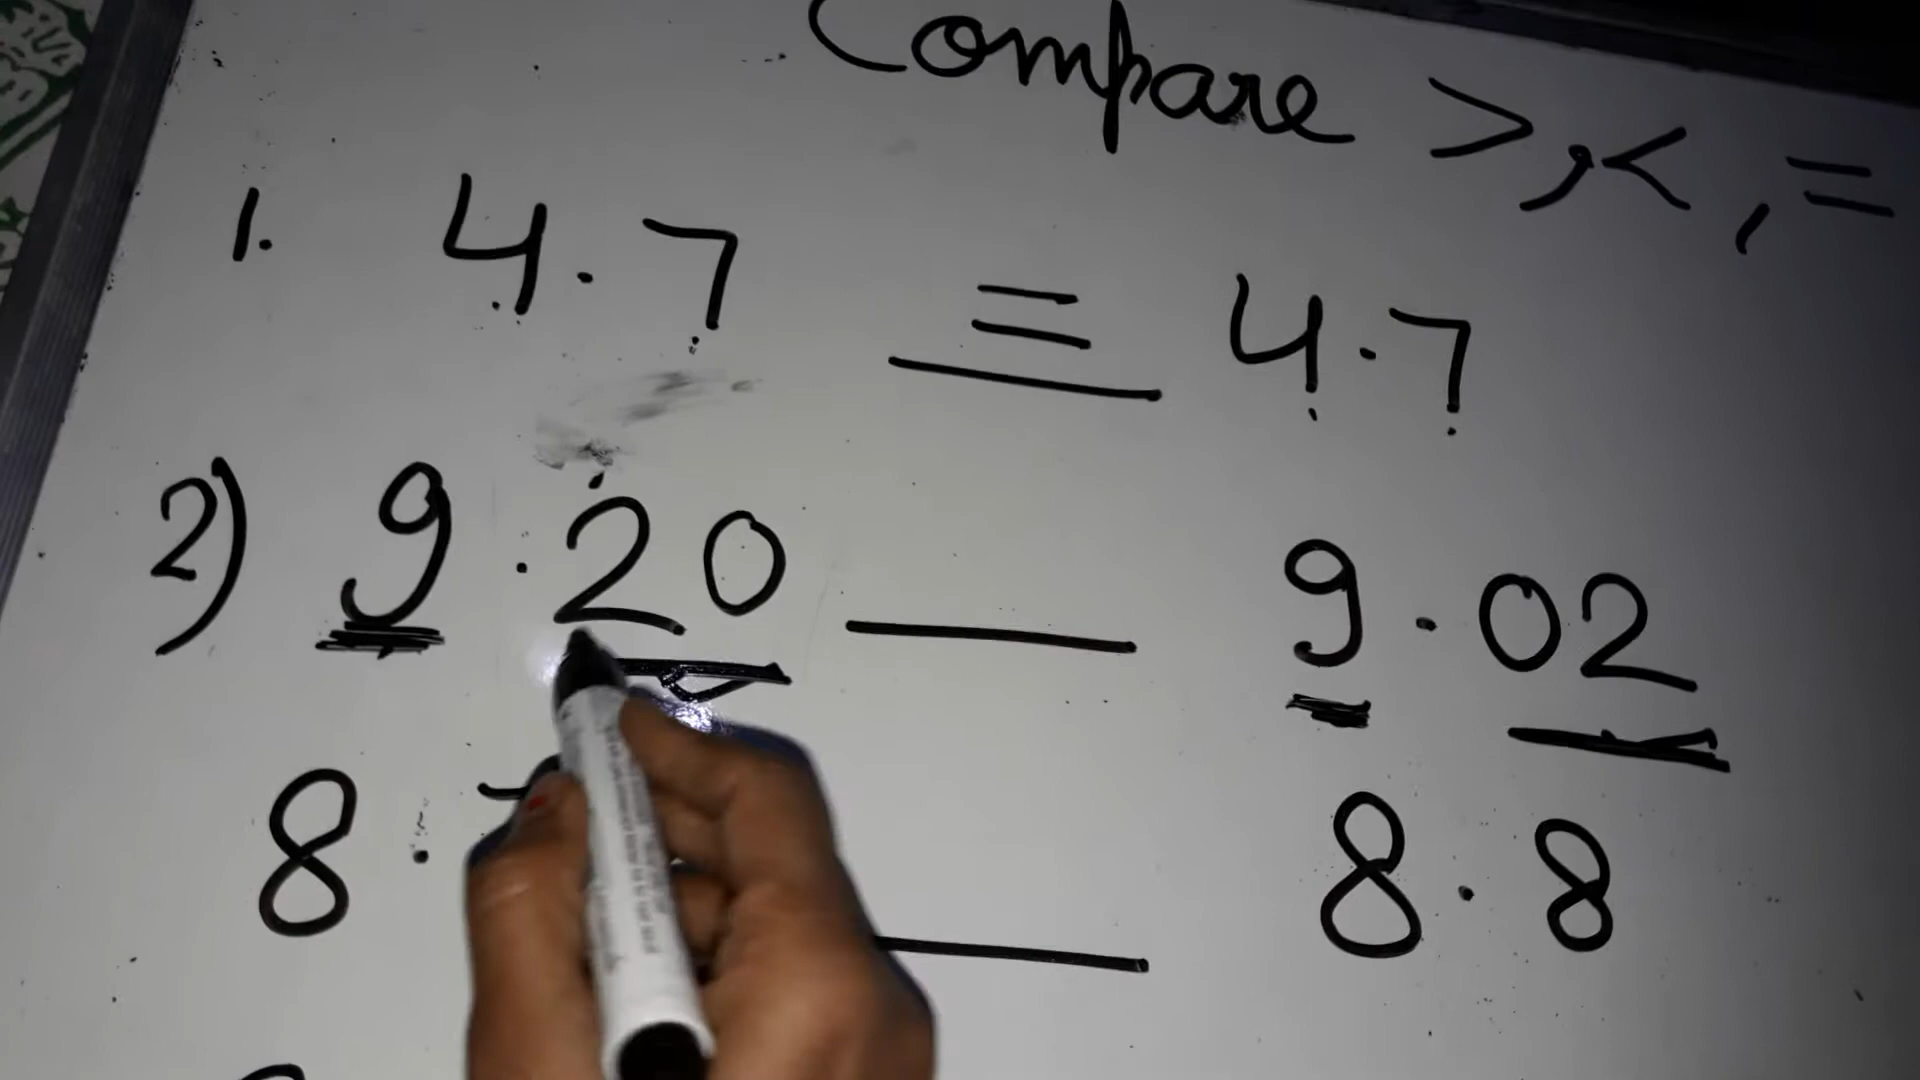 Compare >, <, =
1. 4.7 = 4.7
2) 9.20 ___ 9.02
8. ___ 8.8